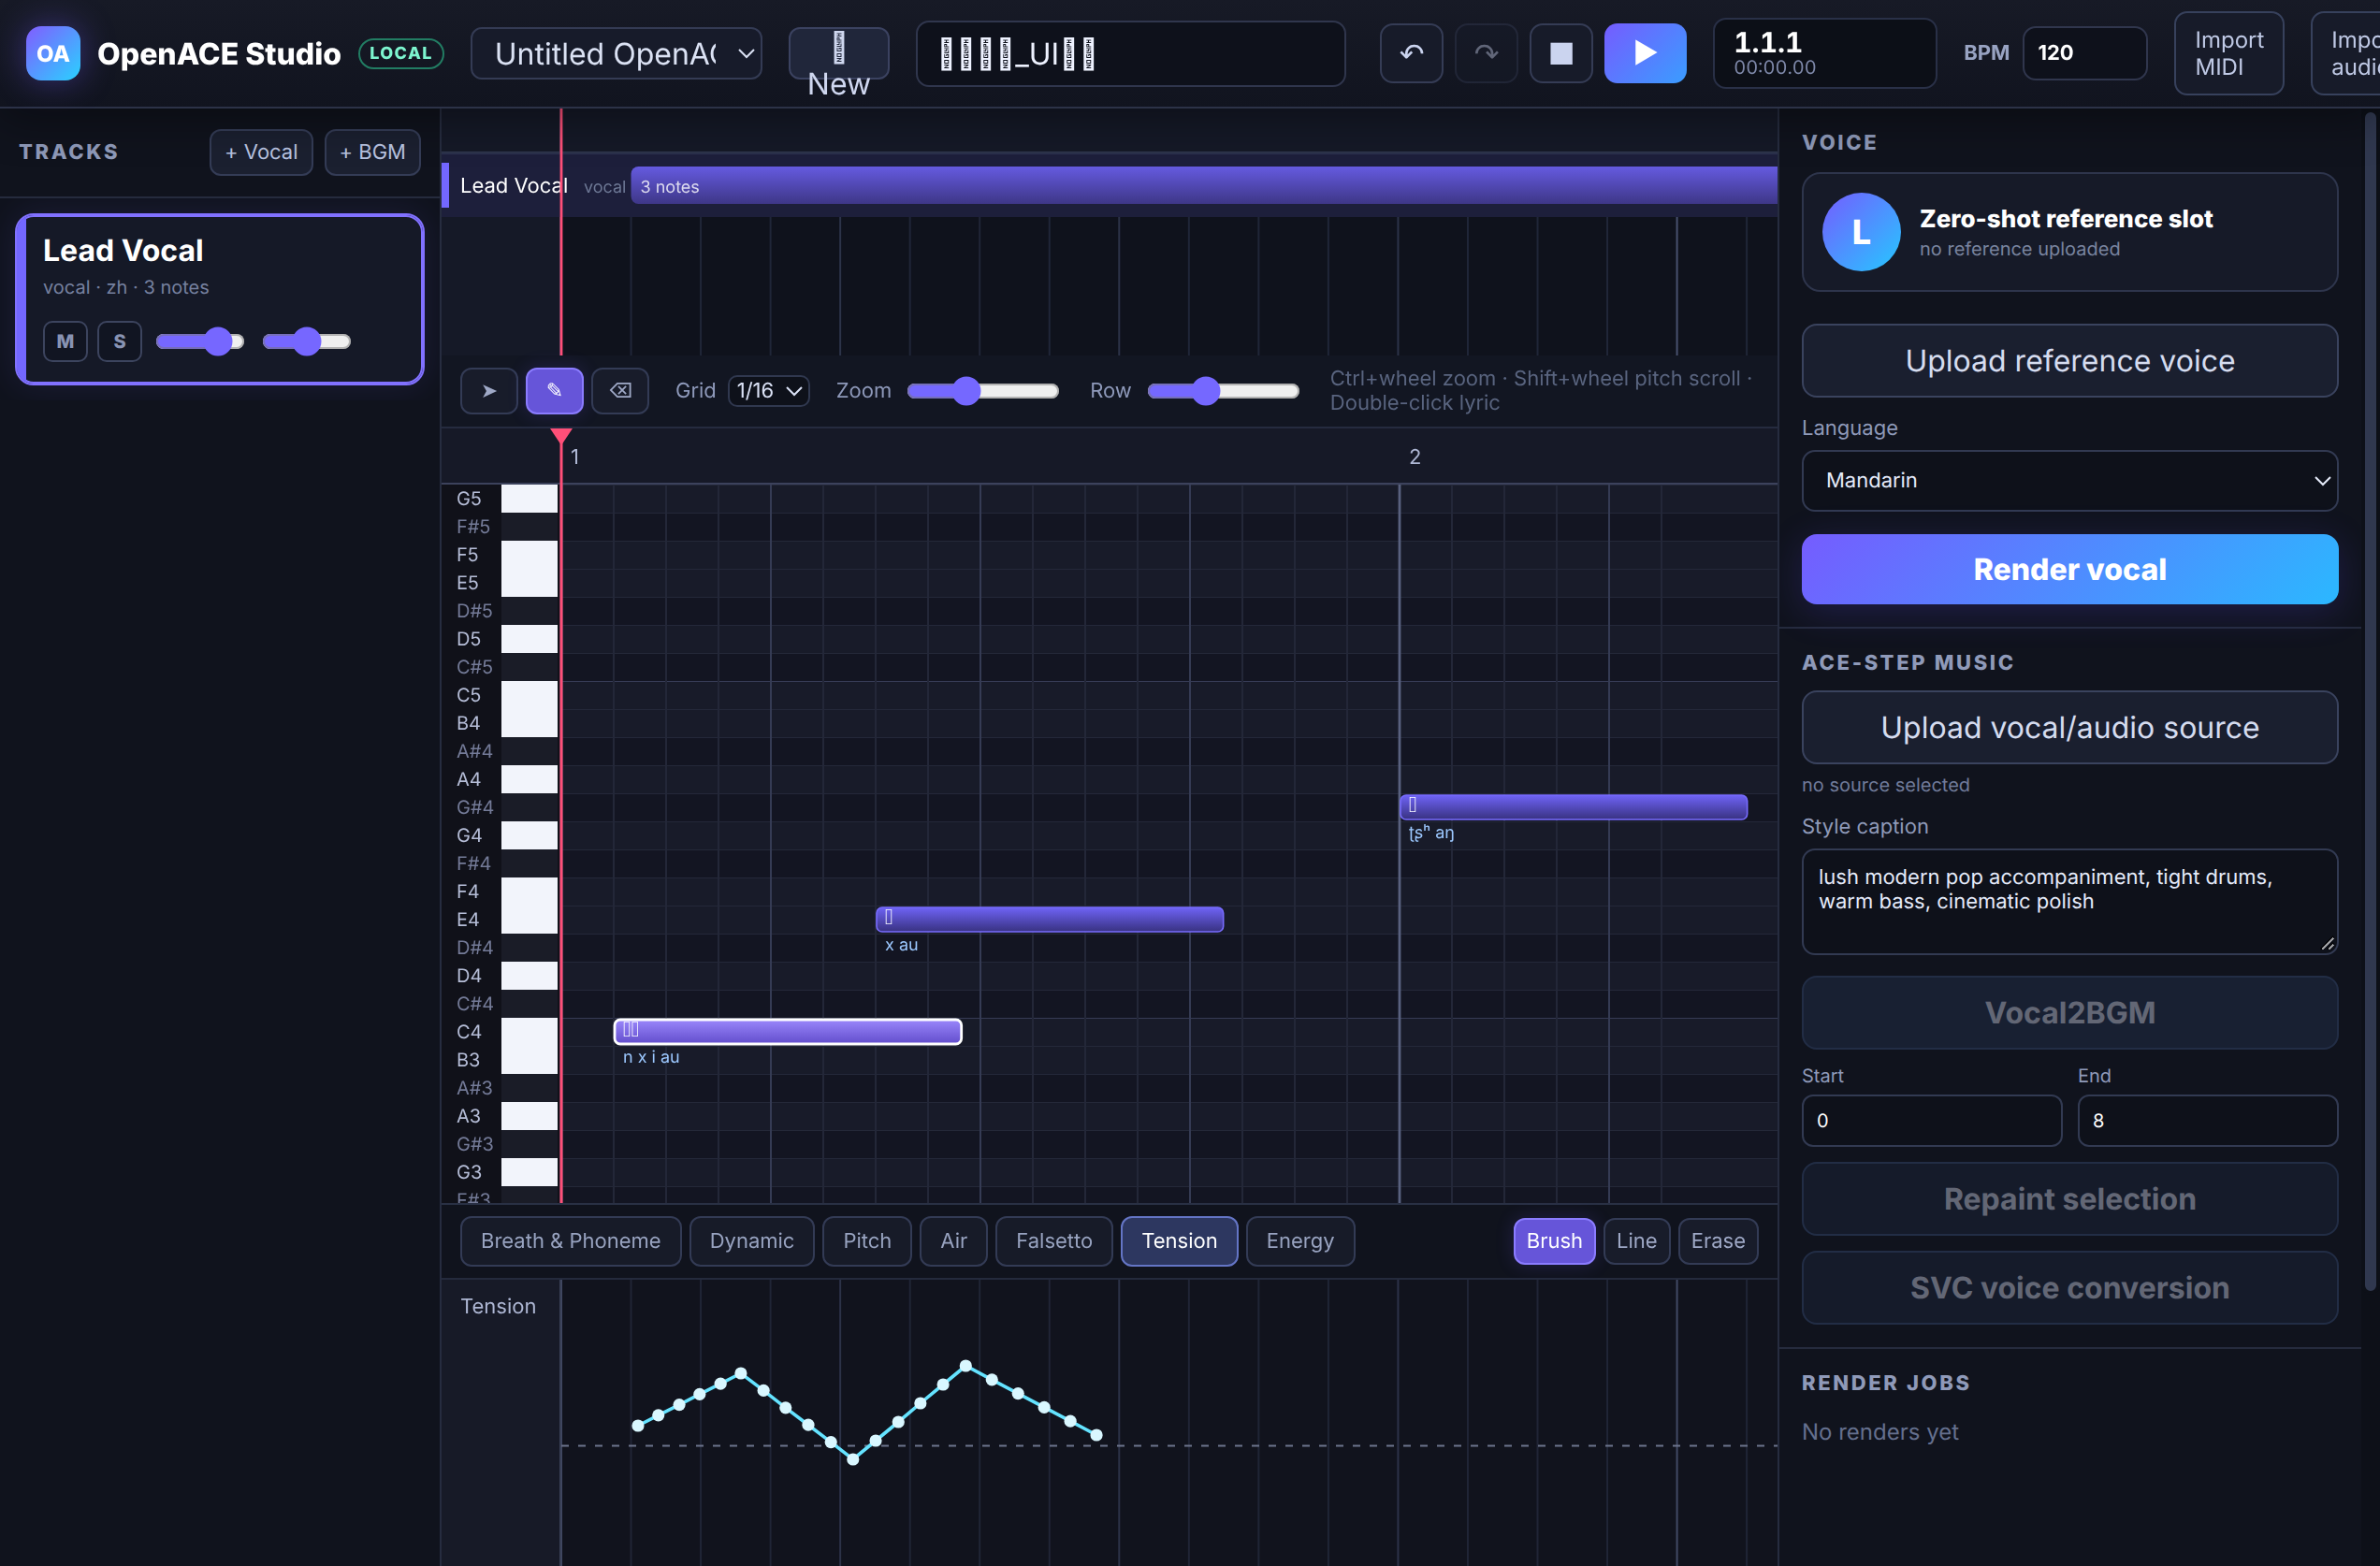 OA
OpenACE Studio
LOCAL
Untitled OpenAC
New
_UI
1.1.1
00:00.00
BPM
120
Import
MIDI
Impo
audi
TRACKS
+ Vocal
+ BGM
Lead Vocal
vocal · zh · 3 notes
M
S
Lead Vocal
vocal
3 notes
Grid
1/16
Zoom
Row
Ctrl+wheel zoom · Shift+wheel pitch scroll ·
Double-click lyric
1
2
G5
F#5
F5
E5
D#5
D5
C#5
C5
B4
A#4
A4
G#4
G4
F#4
F4
E4
D#4
D4
C#4
C4
B3
A#3
A3
G#3
G3
F#3
tʂʰ aŋ
x au
n x i au
Breath & Phoneme
Dynamic
Pitch
Air
Falsetto
Tension
Energy
Brush
Line
Erase
Tension
VOICE
L
Zero-shot reference slot
no reference uploaded
Upload reference voice
Language
Mandarin
Render vocal
ACE-STEP MUSIC
Upload vocal/audio source
no source selected
Style caption
lush modern pop accompaniment, tight drums,
warm bass, cinematic polish
Vocal2BGM
Start
End
0
8
Repaint selection
SVC voice conversion
RENDER JOBS
No renders yet